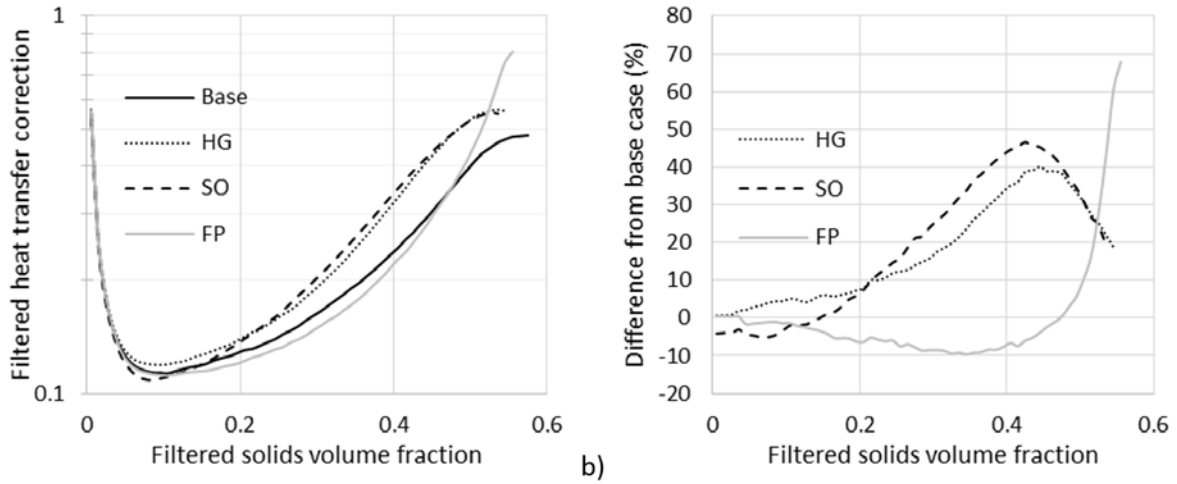 Filtered heat transfer correction
1
0.1
Base
HG
SO
FP
0 0.2 0.4 0.6
Filtered solids volume fraction
b)
Difference from base case (%)
80
70
60
50
40
30
20
10
0
-10
-20
HG
SO
FP
0 0.2 0.4 0.6
Filtered solids volume fraction